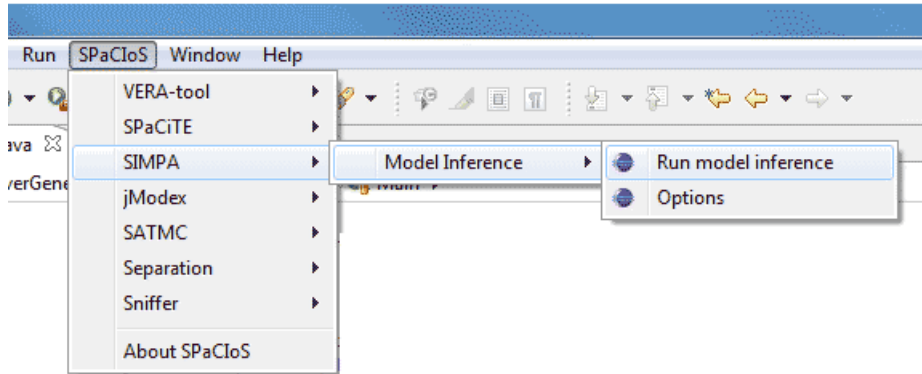 Run SPaCIoS Window Help
VERA-tool
SPaCiTE
ava
SIMPA Model Inference Run model inference
verGene Main
jModex Options
SATMC
Separation
Sniffer
About SPaCIoS